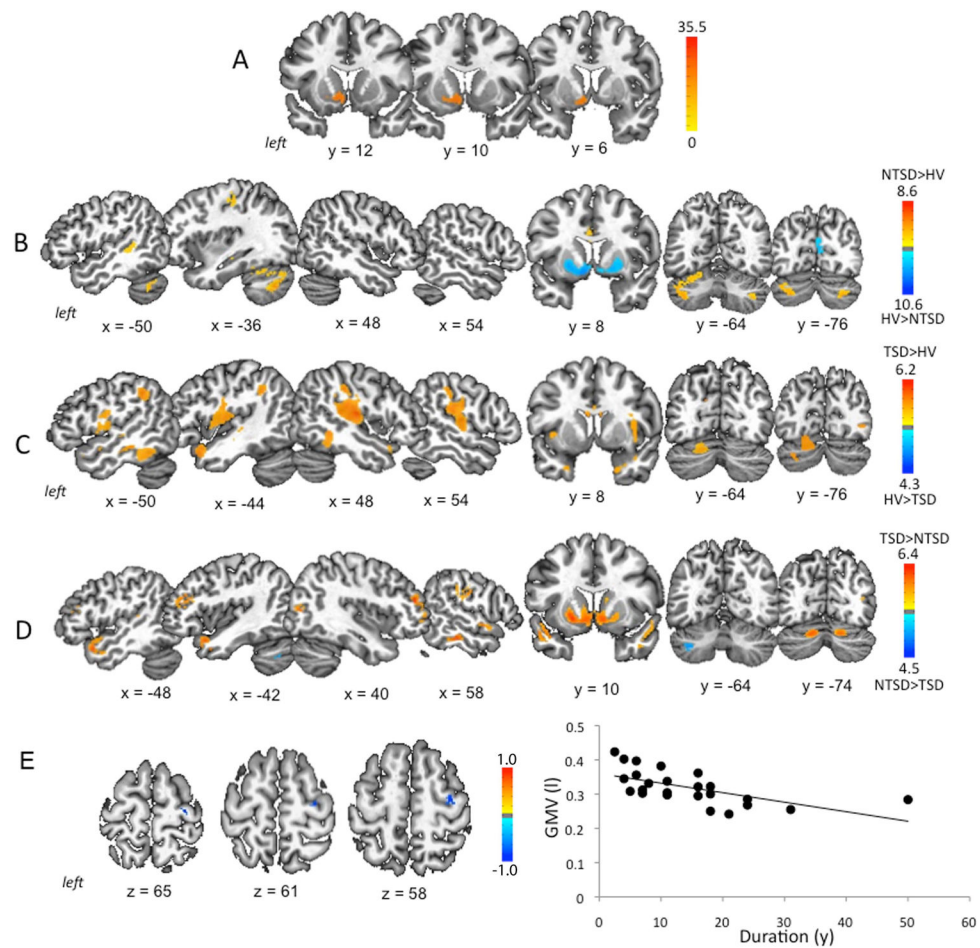 A
35.5
0
left
y = 12 y = 10 y = 6
B
NTSD>HV
8.6
10.6
HV>NTSD
left
x = -50 x = -36 x = 48 x = 54 y = 8 y = -64 y = -76
C
TSD>HV
6.2
4.3
HV>TSD
left
x = -50 x = -44 x = 48 x = 54 y = 8 y = -64 y = -76
D
TSD>NTSD
6.4
4.5
NTSD>TSD
x = -48 x = -42 x = 40 x = 58 y = 10 y = -64 y = -74
E
1.0
-1.0
left
z = 65 z = 61 z = 58
GMV (l)
0.5
0.4
0.3
0.2
0.1
0
0 10 20 30 40 50 60
Duration (y)